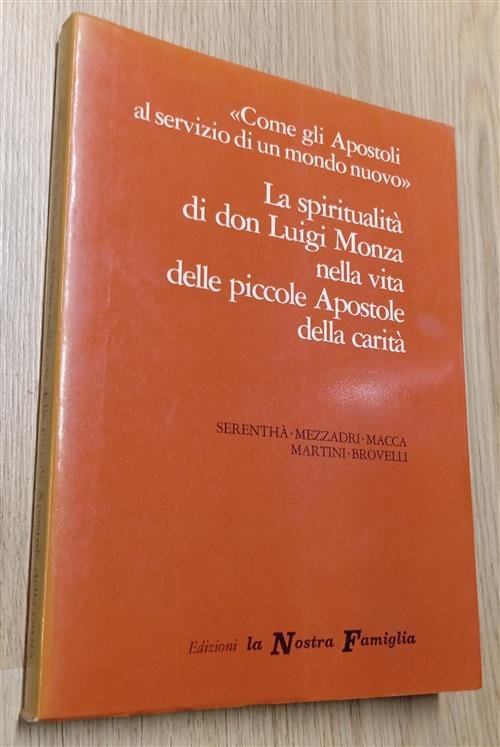 «Come gli Apostoli
al servizio di un mondo nuovo»
La spiritualità
di don Luigi Monza
nella vita
delle piccole Apostole
della carità
SERENTHÀ · MEZZADRI · MACCA
MARTINI · BROVELLI
Edizioni la Nostra Famiglia